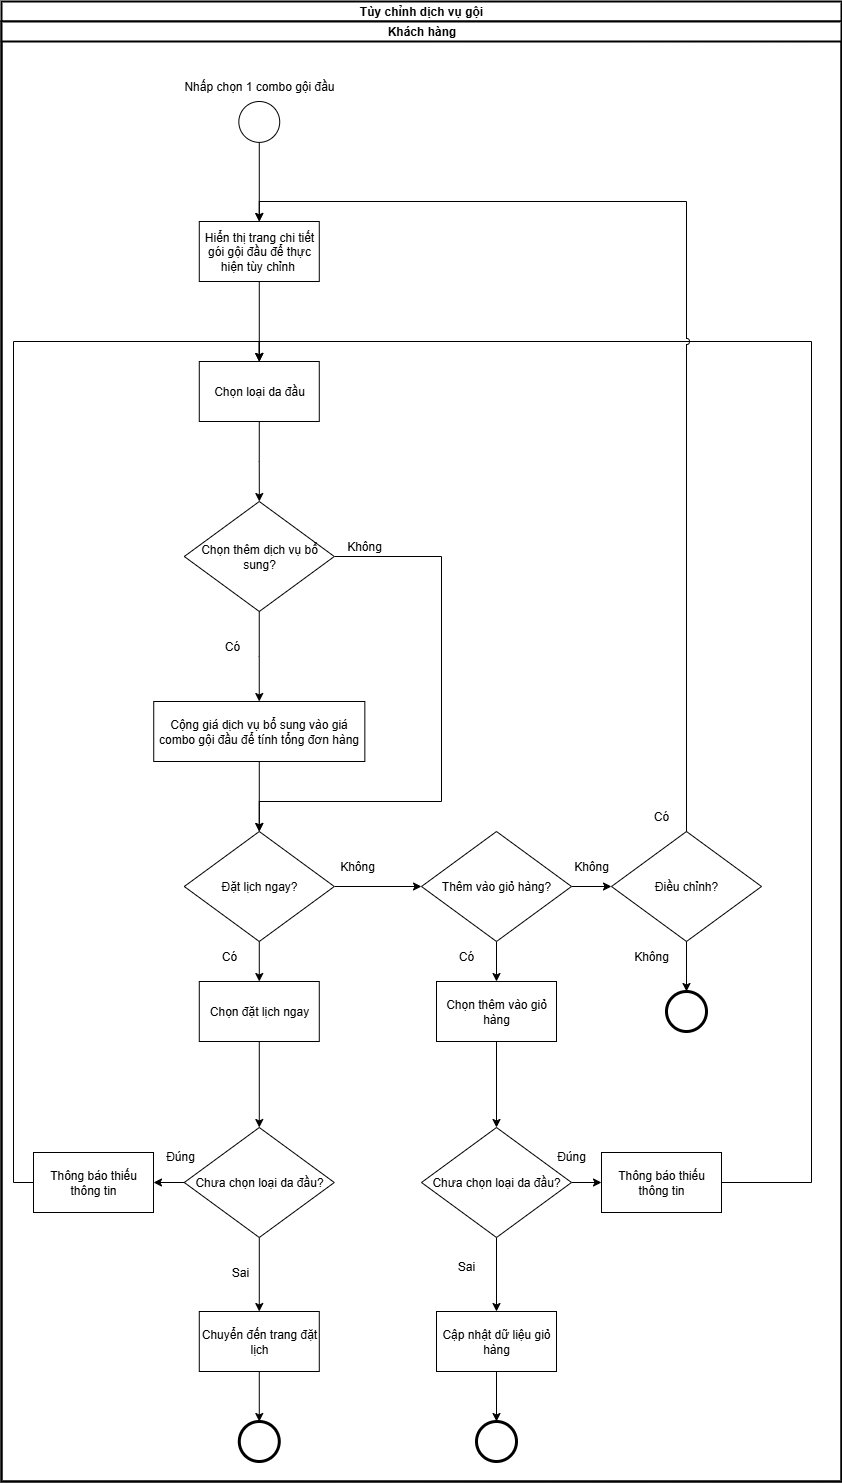 Tùy chỉnh dịch vụ gội
Khách hàng
Nhấp chọn 1 combo gội đầu
Hiển thị trang chi tiết
gói gội đầu để thực
hiện tùy chỉnh
Chọn loại da đầu
Chọn thêm dịch vụ bổ
sung?
Không
Có
Cộng giá dịch vụ bổ sung vào giá
combo gội đầu để tính tổng đơn hàng
Có
Đặt lịch ngay?
Không
Thêm vào giỏ hàng?
Không
Điều chỉnh?
Có
Có
Không
Chọn đặt lịch ngay
Chọn thêm vào giỏ
hàng
Thông báo thiếu
thông tin
Đúng
Chưa chọn loại da đầu?
Chưa chọn loại da đầu?
Đúng
Thông báo thiếu
thông tin
Sai
Sai
Chuyển đến trang đặt
lịch
Cập nhật dữ liệu giỏ
hàng